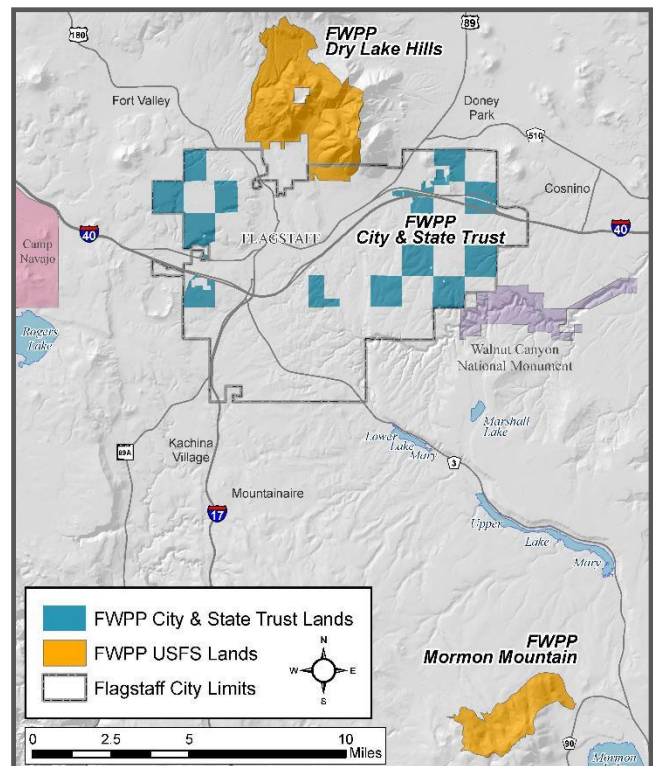 FWPP
Dry Lake Hills
180
89
Fort Valley
Doney
Park
510
Cosnino
FLAGSTAFF
FWPP
City & State Trust
40
40
Camp
Navajo
Rogers
Lake
Walnut Canyon
National Monument
Marshall
Lake
Lower
Lake
Mary
3
Kachina
Village
89A
Mountainaire
17
Upper
Lake
Mary
FWPP
Mormon Mountain
90
Mormon
FWPP City & State Trust Lands
FWPP USFS Lands
Flagstaff City Limits
N
W E
S
0 2.5 5 10
Miles